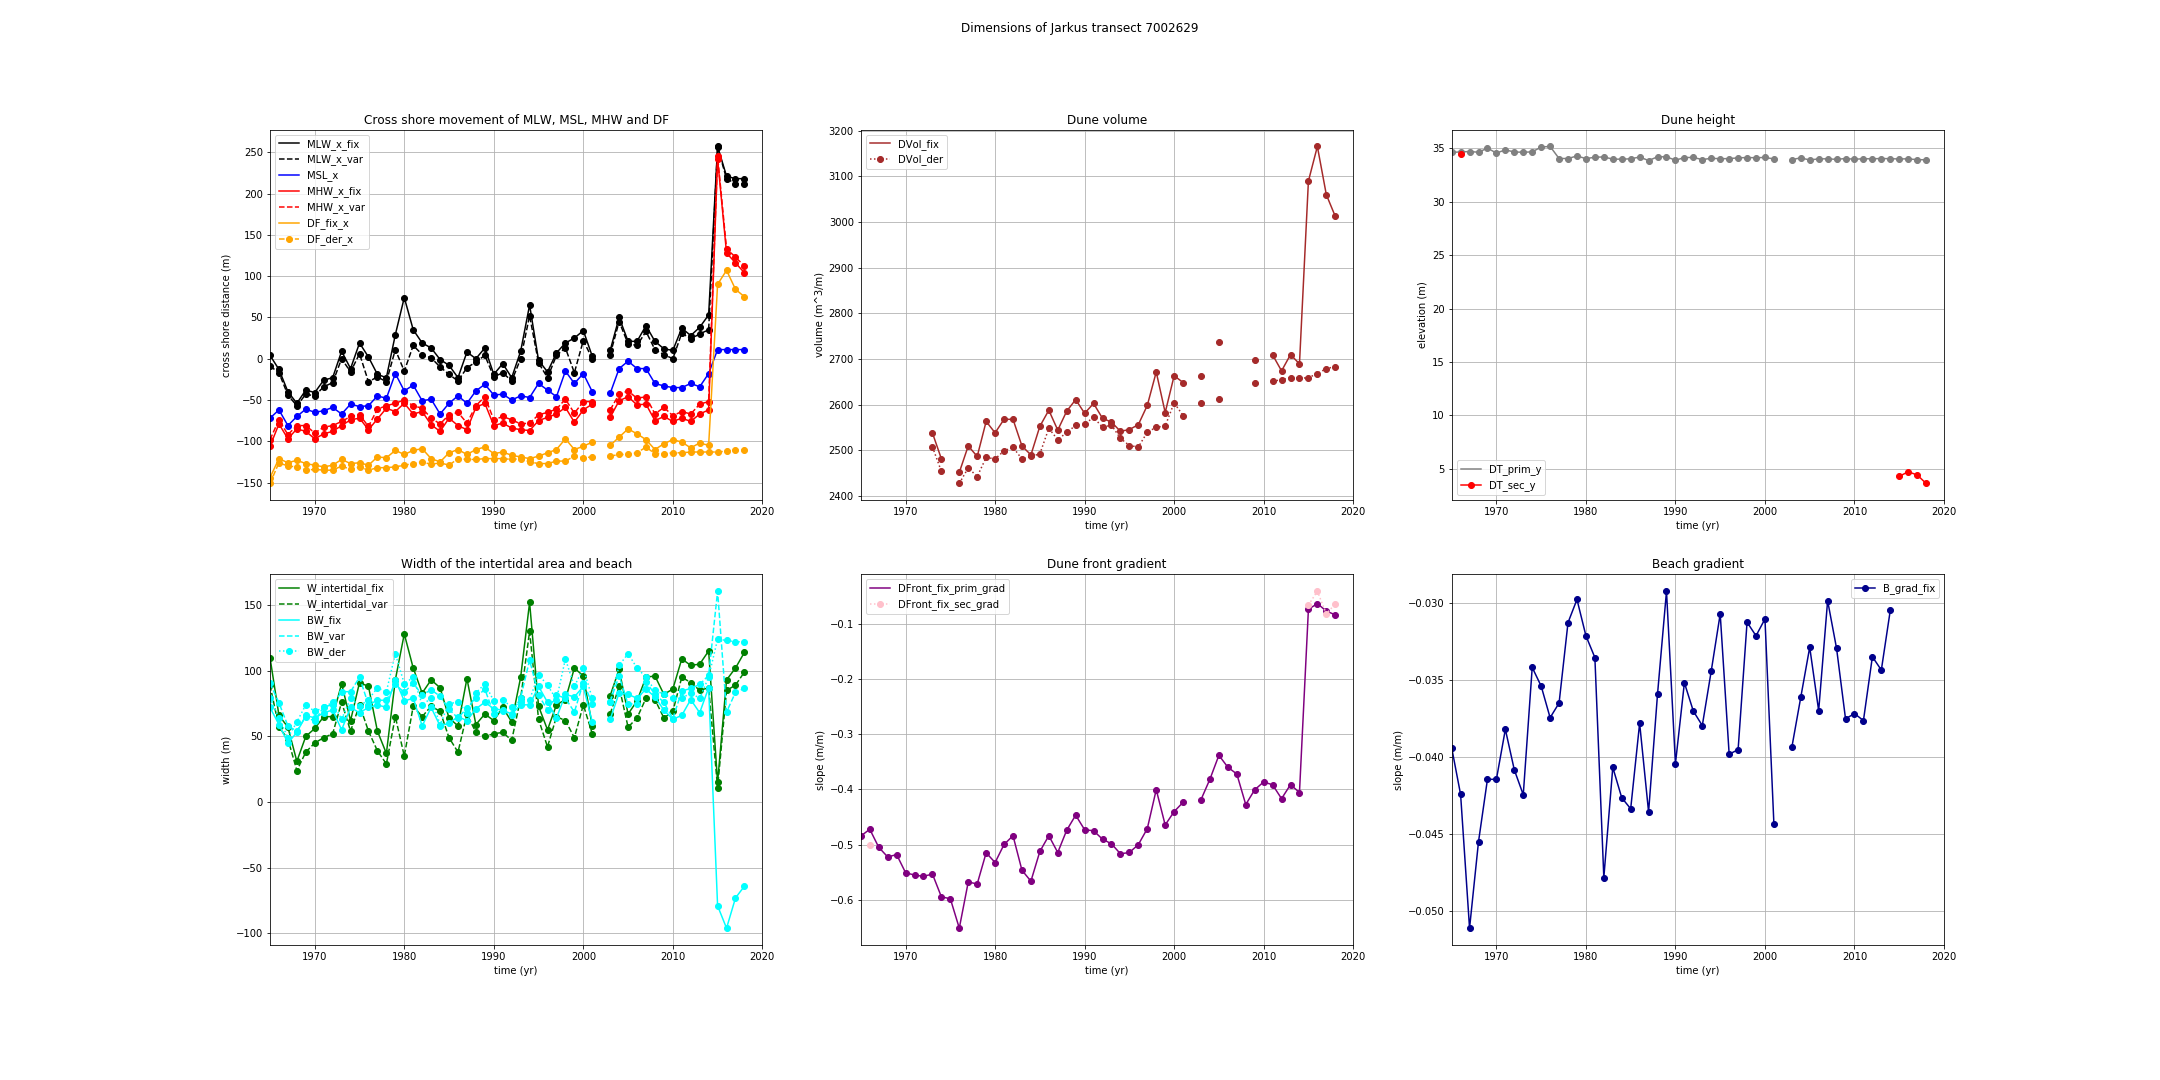 Dimensions of Jarkus transect 7002629
Cross shore movement of MLW, MSL, MHW and DF
MLW_x_fix
MLW_x_var
MSL_x
MHW_x_fix
MHW_x_var
DF_fix_x
DF_der_x
cross shore distance (m)
250
200
150
100
50
0
−50
−100
−150
1970 1980 1990 2000 2010 2020
time (yr)
Dune volume
DVol_fix
DVol_der
volume (m^3/m)
3200
3100
3000
2900
2800
2700
2600
2500
2400
1970 1980 1990 2000 2010 2020
time (yr)
Dune height
DT_prim_y
DT_sec_y
elevation (m)
35
30
25
20
15
10
5
1970 1980 1990 2000 2010 2020
time (yr)
Width of the intertidal area and beach
W_intertidal_fix
W_intertidal_var
BW_fix
BW_var
BW_der
width (m)
150
100
50
0
−50
−100
1970 1980 1990 2000 2010 2020
time (yr)
Dune front gradient
DFront_fix_prim_grad
DFront_fix_sec_grad
slope (m/m)
−0.1
−0.2
−0.3
−0.4
−0.5
−0.6
1970 1980 1990 2000 2010 2020
time (yr)
Beach gradient
B_grad_fix
slope (m/m)
−0.030
−0.035
−0.040
−0.045
−0.050
1970 1980 1990 2000 2010 2020
time (yr)